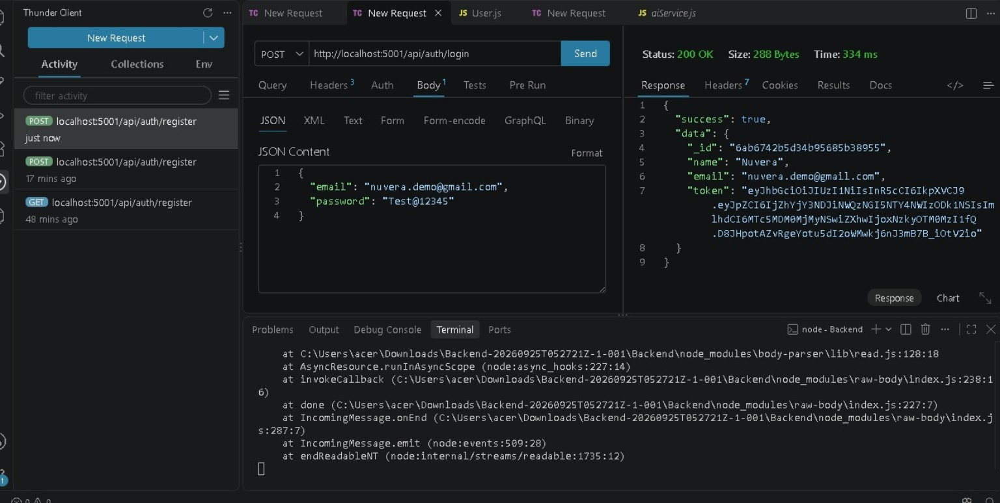 Thunder Client
New Request
Activity Collections Env
filter activity
POST localhost:5001/api/auth/register
just now
POST localhost:5001/api/auth/register
17 mins ago
GET localhost:5001/api/auth/register
48 mins ago
TC New Request TC New Request JS User.js TC New Request JS aiService.js
POST http://localhost:5001/api/auth/login Send
Query Headers 3 Auth Body 1 Tests Pre Run
JSON XML Text Form Form-encode GraphQL Binary
JSON Content Format
1 {
2 "email": "nuvera.demo@gmail.com",
3 "password": "Test@12345"
4 }
Status: 200 OK Size: 288 Bytes Time: 334 ms
Response Headers 7 Cookies Results Docs </>
1 {
2 "success": true,
3 "data": {
4 "_id": "6ab6742b5d34b95685b38955",
5 "name": "Nuvera",
6 "email": "nuvera.demo@gmail.com",
7 "token": "eyJhbGciOiJIUzI1NiIsInR5cCI6IkpXVCJ9
.eyJpZCI6IjZhYjY3NDJiNWQzNGI5NTY4NWIzODk1NSIsIm
lhdCI6MTc5MDM0MjMyNSwiZXhwIjoxNzkyOTM0MzI1fQ
.D8JHpotAZvRgeYotu5dI2oWMwkj6nJ3mB7B_iOtV2io"
8 }
9 }
Response Chart
Problems Output Debug Console Terminal Ports node - Backend
at C:\Users\acer\Downloads\Backend-20260925T052721Z-1-001\Backend\node_modules\body-parser\lib\read.js:128:18
at AsyncResource.runInAsyncScope (node:async_hooks:227:14)
at invokeCallback (C:\Users\acer\Downloads\Backend-20260925T052721Z-1-001\Backend\node_modules\raw-body\index.js:238:1
6)
at done (C:\Users\acer\Downloads\Backend-20260925T052721Z-1-001\Backend\node_modules\raw-body\index.js:227:7)
at IncomingMessage.onEnd (C:\Users\acer\Downloads\Backend-20260925T052721Z-1-001\Backend\node_modules\raw-body\index.j
s:287:7)
at IncomingMessage.emit (node:events:509:28)
at endReadableNT (node:internal/streams/readable:1735:12)
1